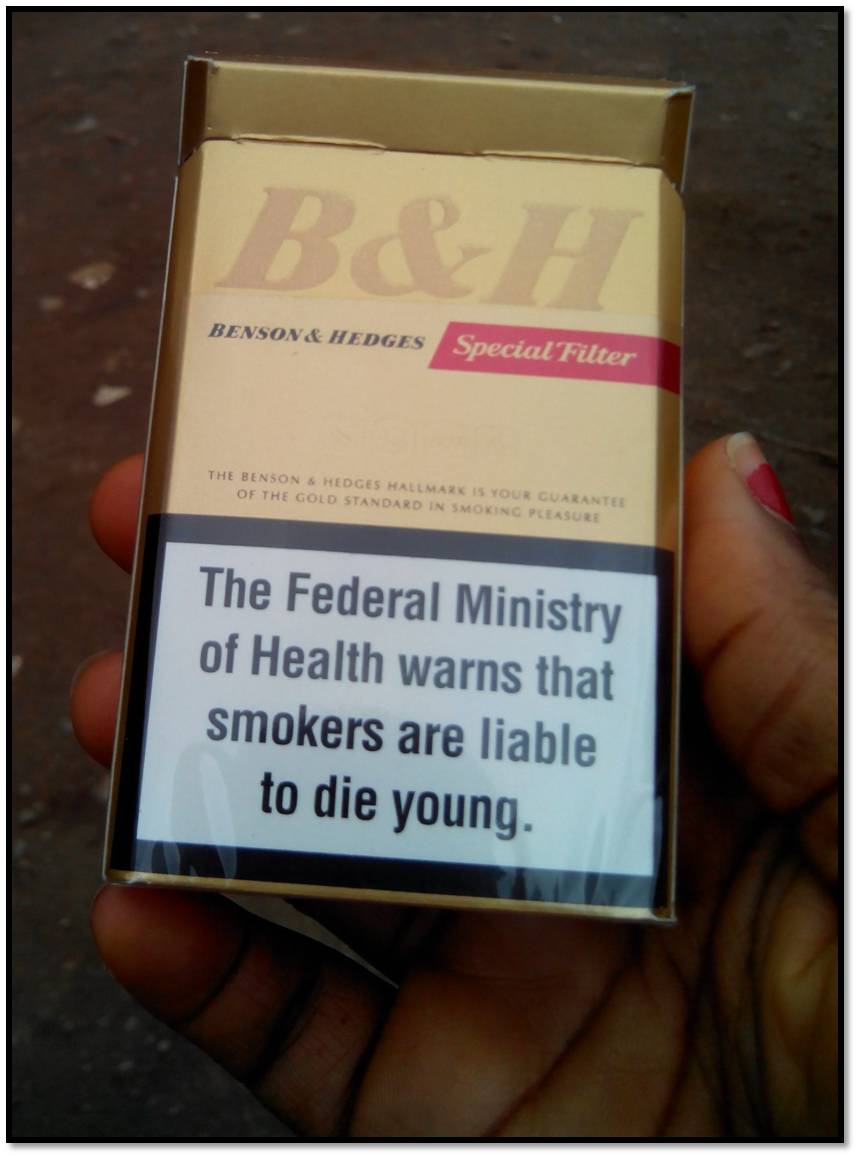 B&H
BENSON & HEDGES Special Filter
THE BENSON & HEDGES HALLMARK IS YOUR GUARANTEE
OF THE GOLD STANDARD IN SMOKING PLEASURE
The Federal Ministry
of Health warns that
smokers are liable
to die young.